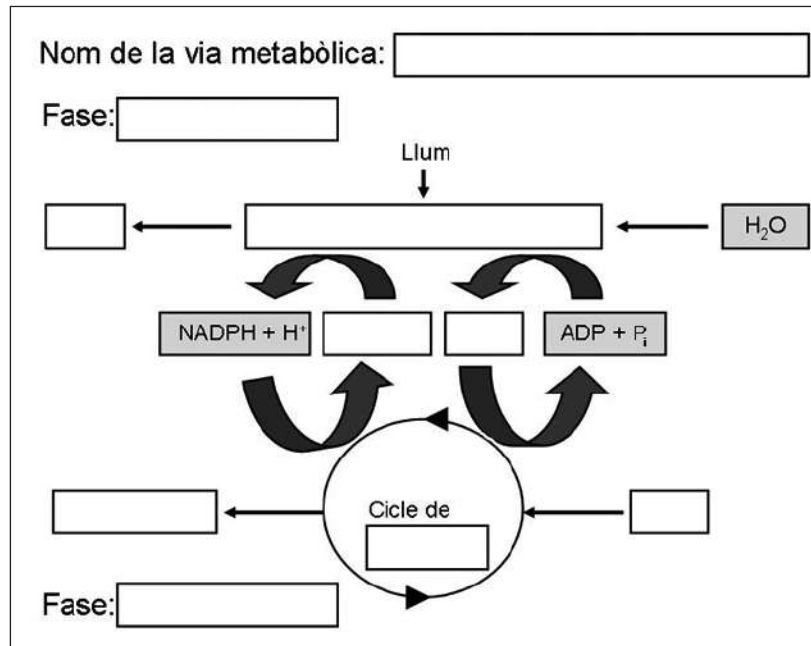 Nom de la via metabòlica:
Fase:
Llum
H₂O
NADPH + H⁺
ADP + Pᵢ
Cicle de
Fase: